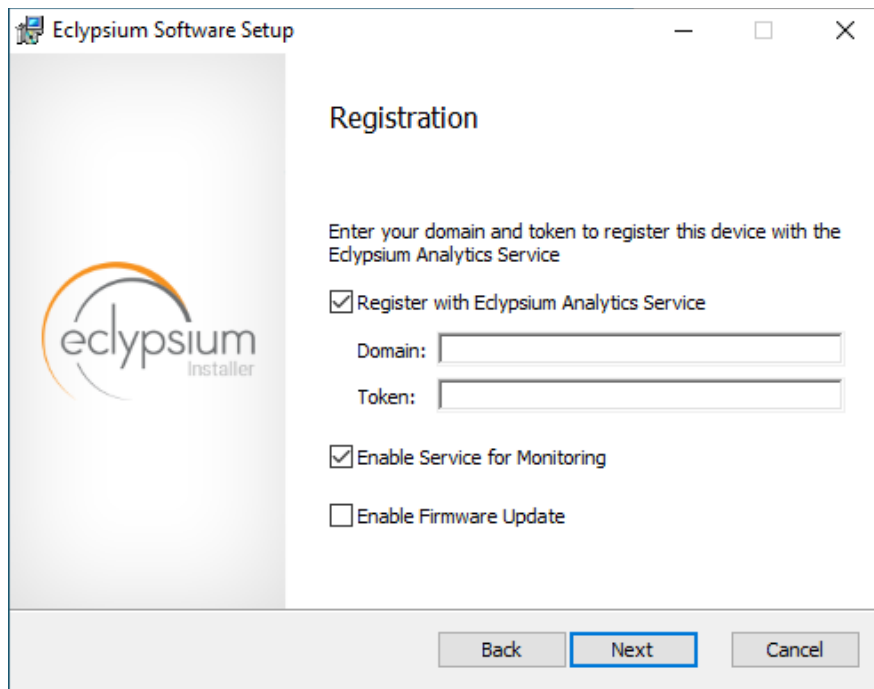 Eclypsium Software Setup
Registration
Enter your domain and token to register this device with the
Eclypsium Analytics Service
Register with Eclypsium Analytics Service
Domain:
Token:
Enable Service for Monitoring
Enable Firmware Update
eclypsium
Installer
Back
Next
Cancel